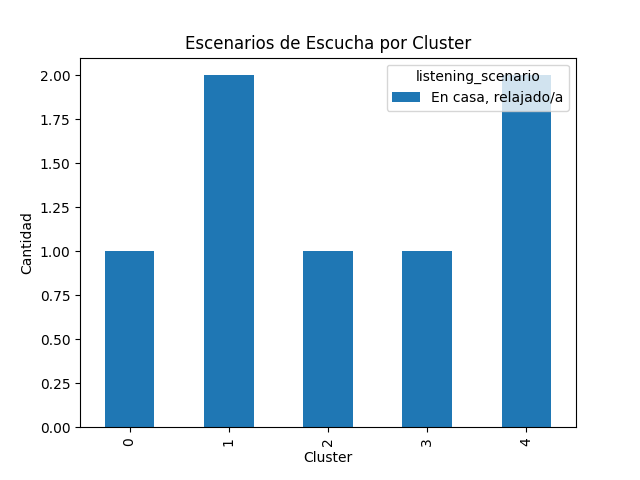 Escenarios de Escucha por Cluster
listening_scenario
En casa, relajado/a
2.00
1.75
1.50
1.25
1.00
0.75
0.50
0.25
0.00
Cantidad
0
1
2
3
4
Cluster